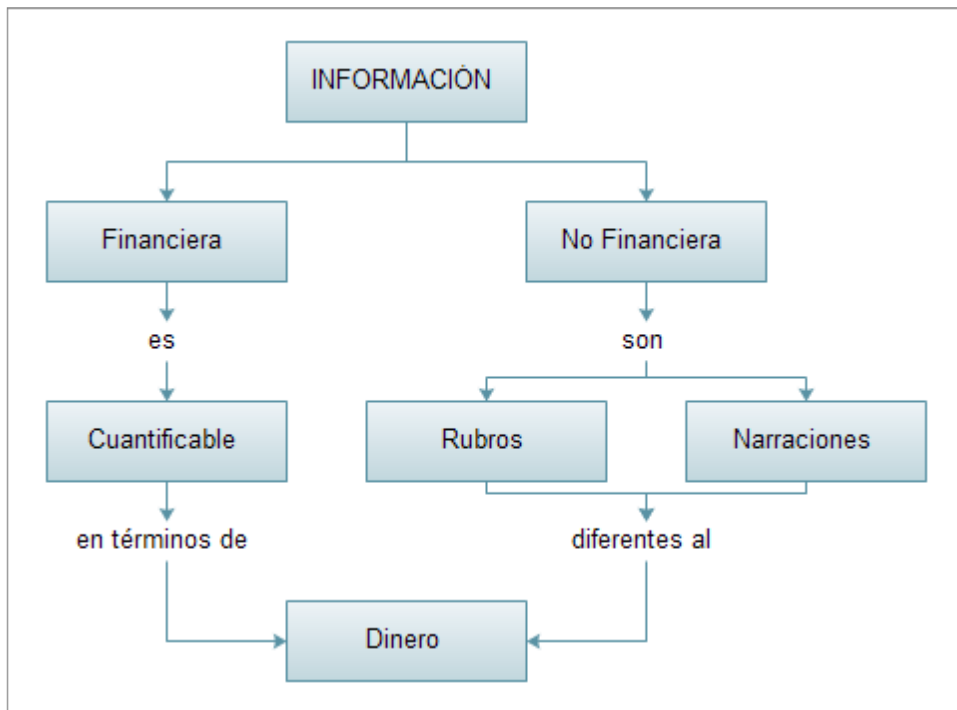 INFORMACIÓN
Financiera
No Financiera
es
son
Cuantificable
Rubros
Narraciones
en términos de
diferentes al
Dinero